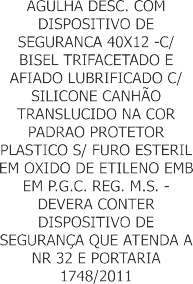 AGULHA DESC. COM
DISPOSITIVO DE
SEGURANCA 40X12 -C/
BISEL TRIFACETADO E
AFIADO LUBRIFICADO C/
SILICONE CANHÃO
TRANSLUCIDO NA COR
PADRAO PROTETOR
PLASTICO S/ FURO ESTERIL
EM OXIDO DE ETILENO EMB
EM P.G.C. REG. M.S. -
DEVERA CONTER
DISPOSITIVO DE
SEGURANÇA QUE ATENDA A
NR 32 E PORTARIA
1748/2011